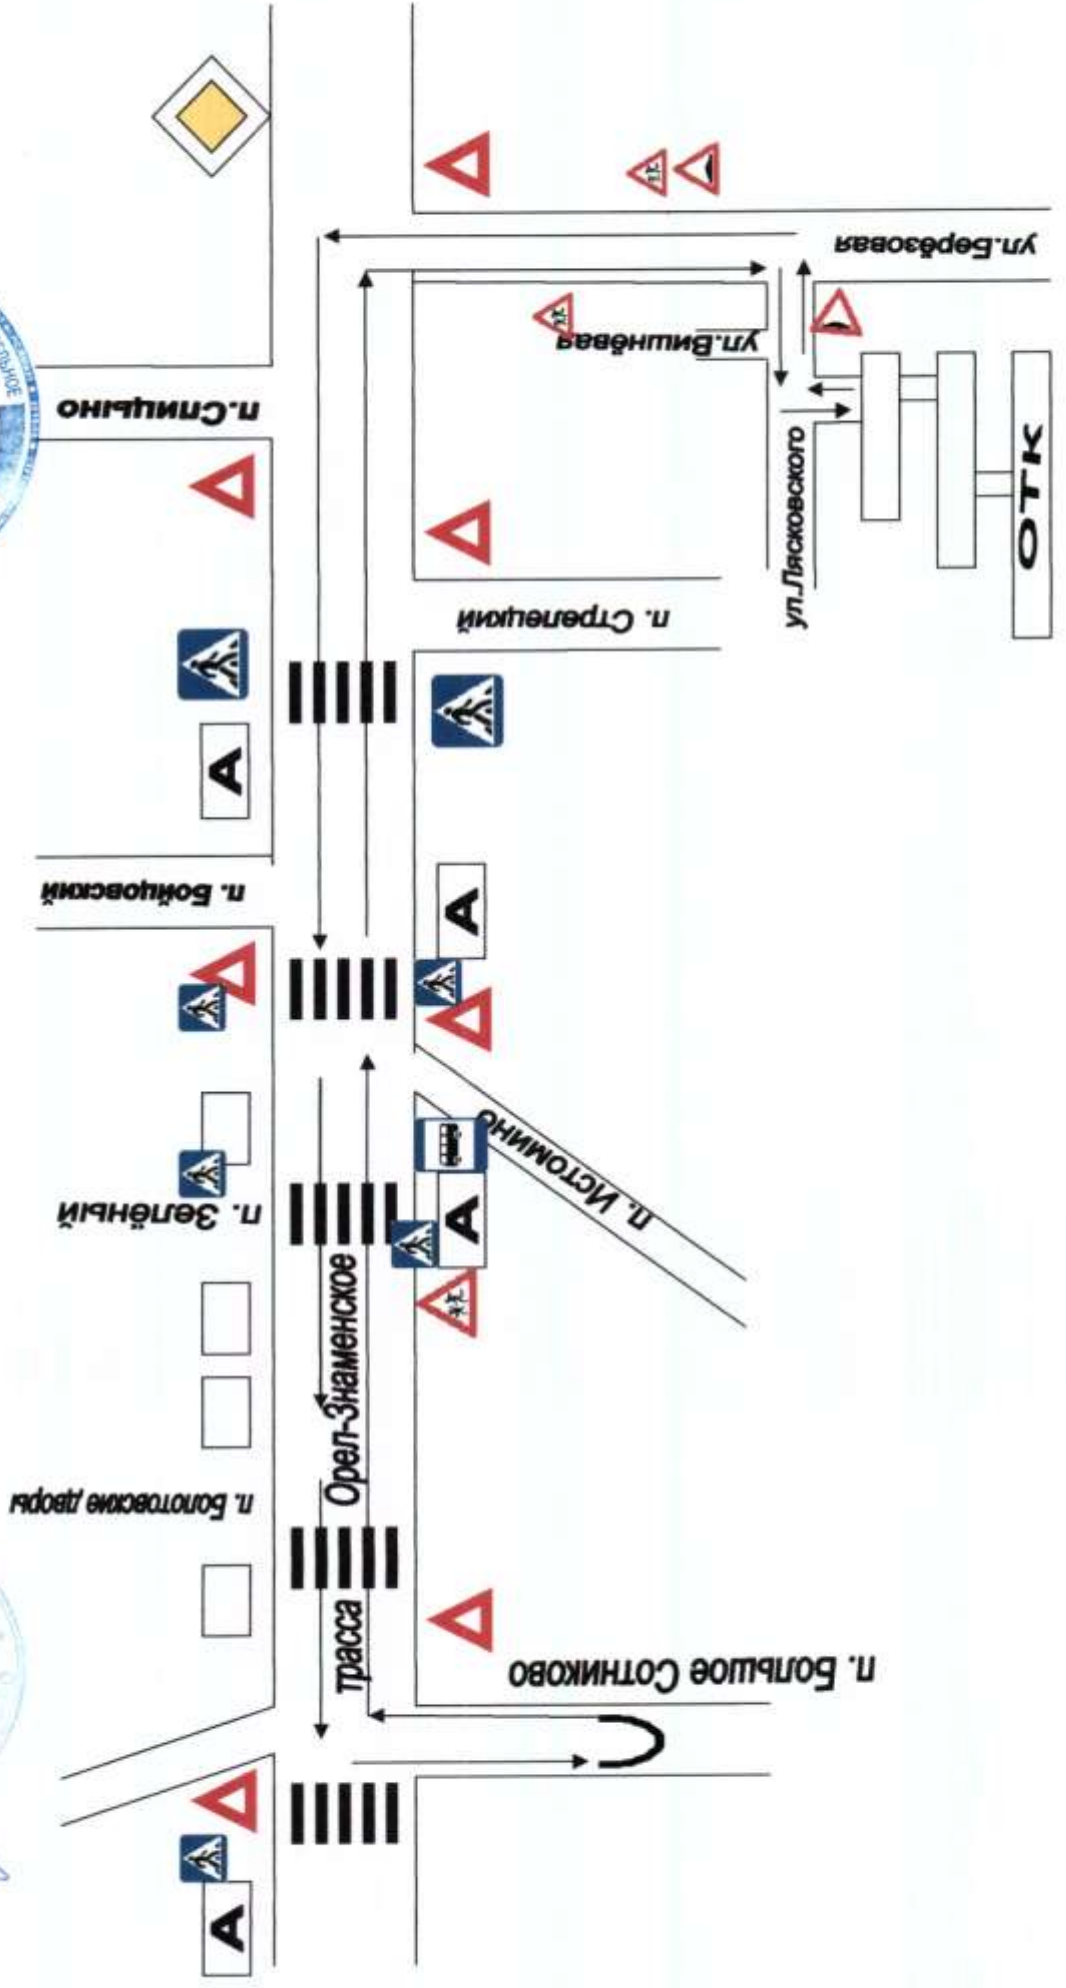 ЕЛЬНОЕ
п.Спицыно
ул.Берёзовая
ул.Вишнёвая
ул.Лясковского
ОТК
п. Стрелецкий
А
п. Бойцовский
А
п. Истомино
п. Зелёный
А
трасса Орел-Знаменское
п. Болотовские дворы
п. Большое Сотниково
А